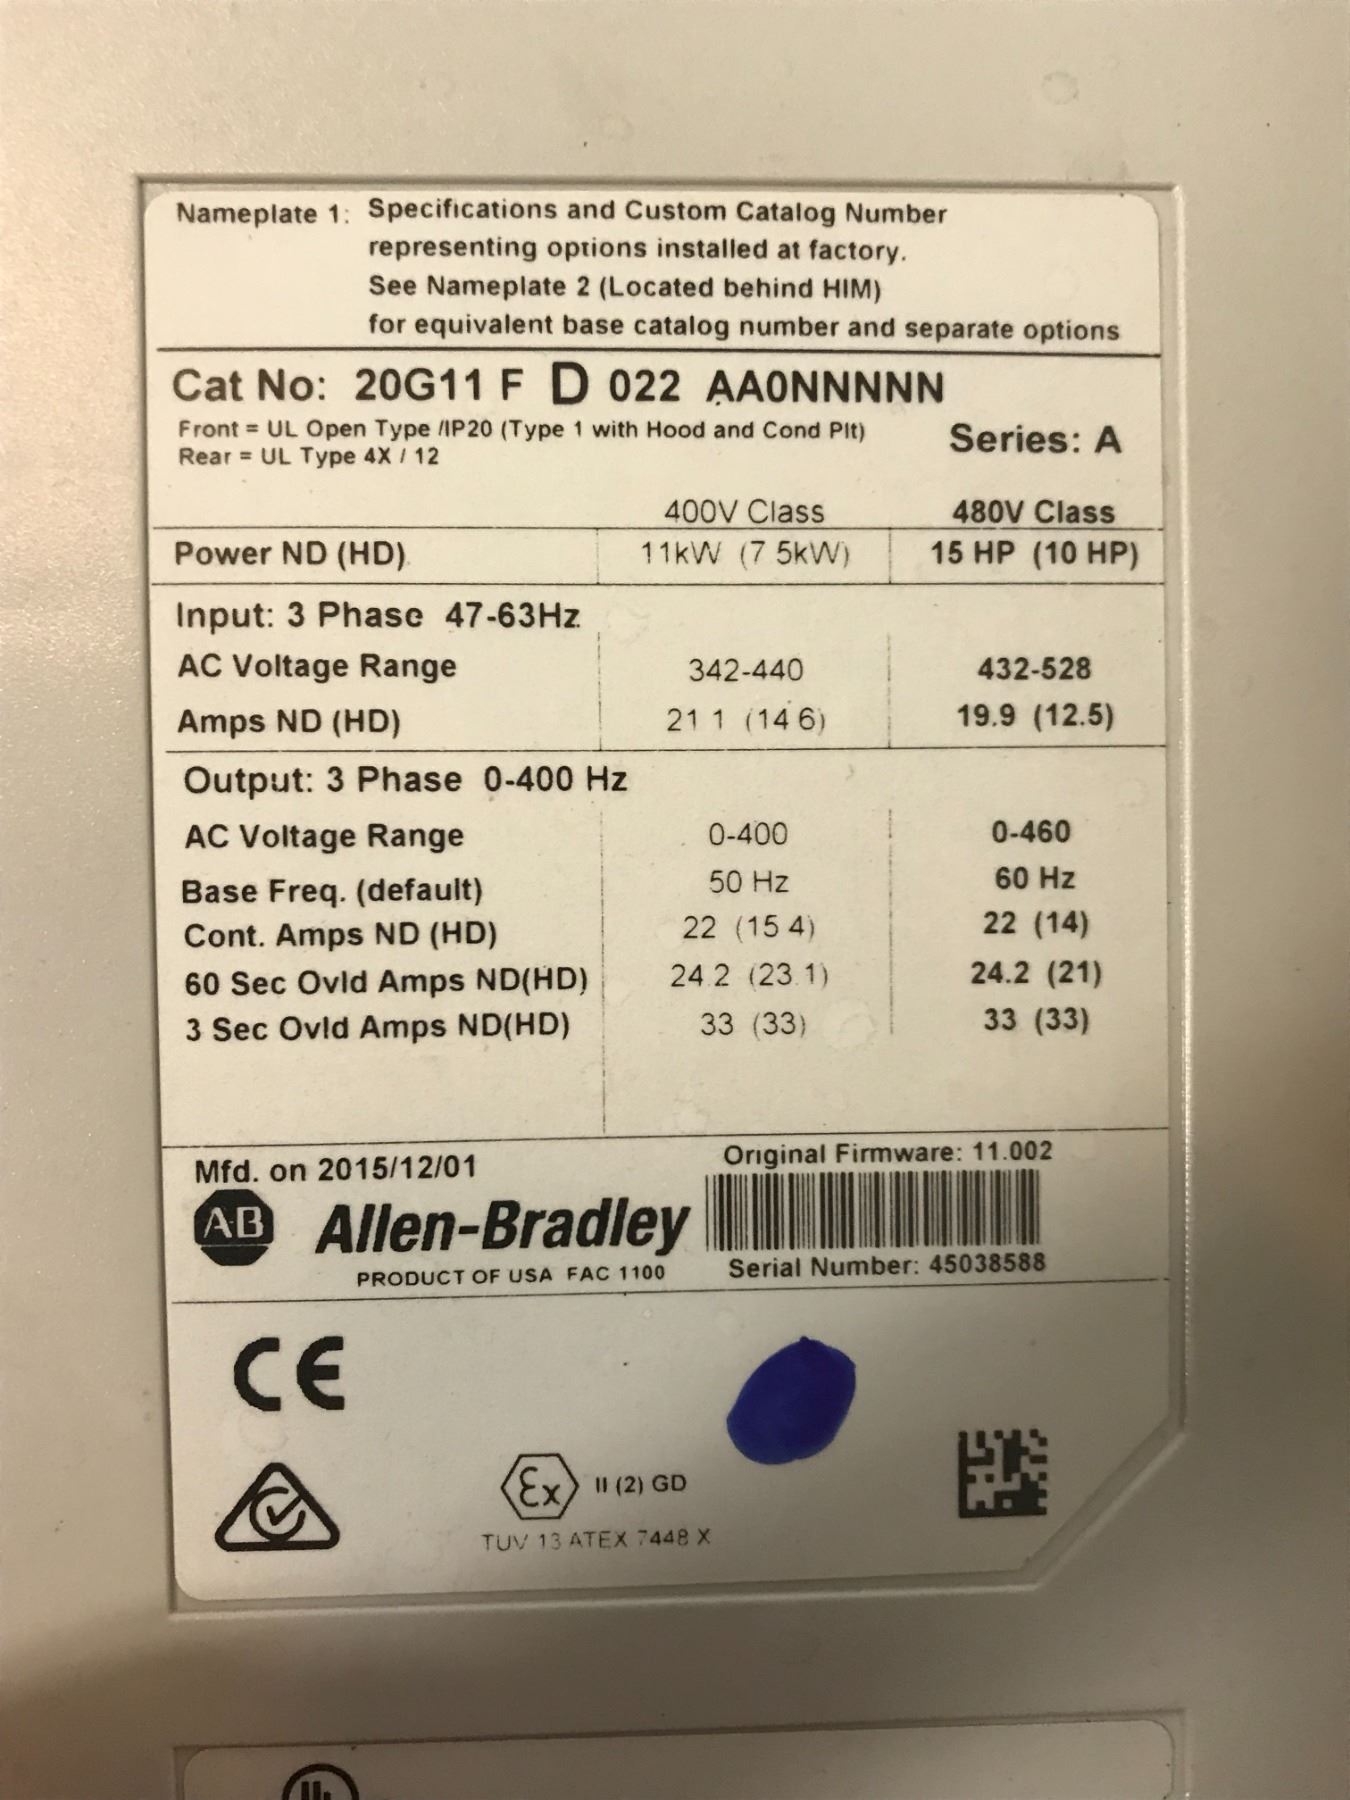 Nameplate 1: Specifications and Custom Catalog Number
representing options installed at factory.
See Nameplate 2 (Located behind HIM)
for equivalent base catalog number and separate options
Cat No: 20G11 F D 022 AA0NNNNN
Front = UL Open Type /IP20 (Type 1 with Hood and Cond Plt)
Rear = UL Type 4X / 12
Series: A
400V Class 480V Class
Power ND (HD) 11kW (7 5kW) 15 HP (10 HP)
Input: 3 Phase 47-63Hz
AC Voltage Range 342-440 432-528
Amps ND (HD) 21 1 (14 6) 19.9 (12.5)
Output: 3 Phase 0-400 Hz
AC Voltage Range 0-400 0-460
Base Freq. (default) 50 Hz 60 Hz
Cont. Amps ND (HD) 22 (15 4) 22 (14)
60 Sec Ovld Amps ND(HD) 24 2 (23.1) 24.2 (21)
3 Sec Ovld Amps ND(HD) 33 (33) 33 (33)
Mfd. on 2015/12/01
Original Firmware: 11.002
AB Allen-Bradley
PRODUCT OF USA FAC 1100
Serial Number: 45038588
CE
Ex II (2) GD
TUV 13 ATEX 7448 X
UL